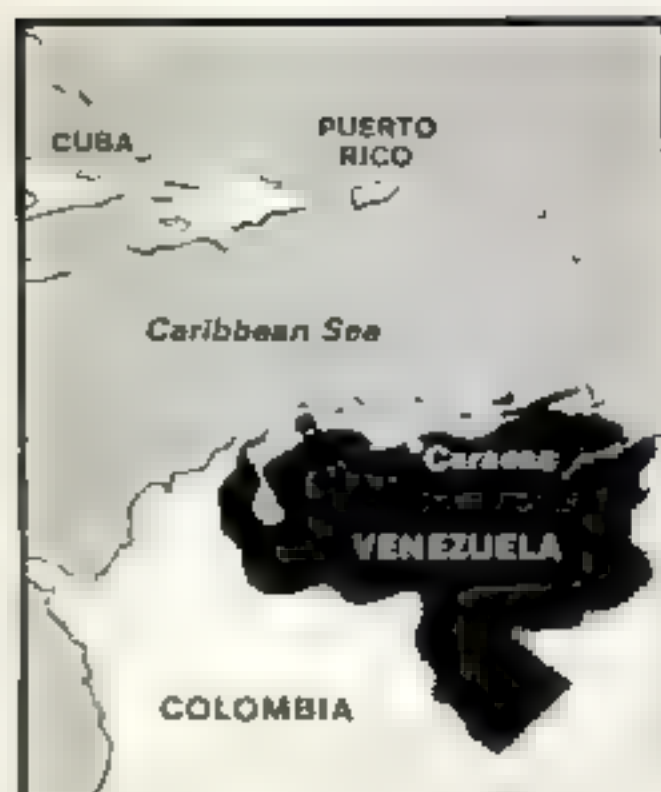 CUBA
PUERTO
RICO
Caribbean Sea
Caracas
VENEZUELA
COLOMBIA